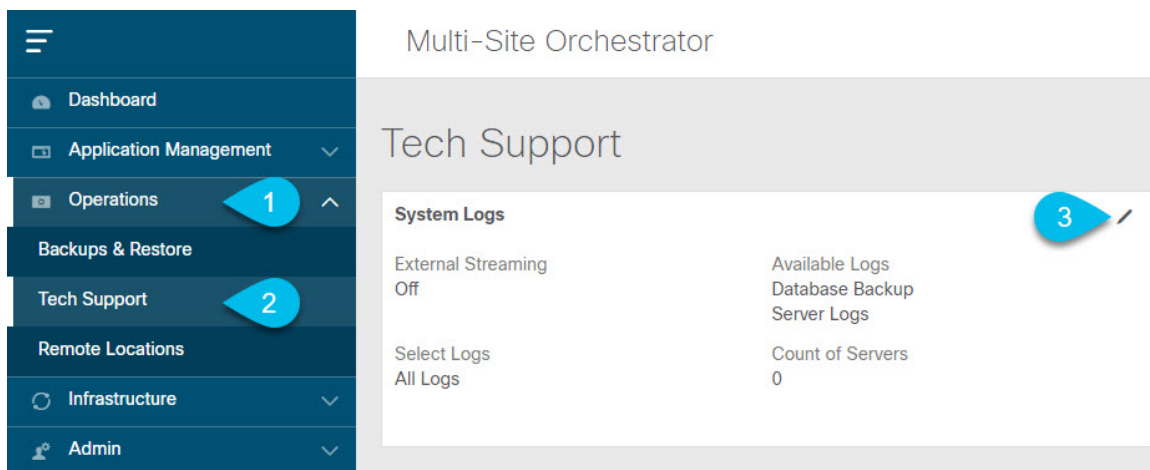 Multi-Site Orchestrator
Dashboard
Application Management
Operations
1
Backups & Restore
Tech Support
2
Remote Locations
Infrastructure
Admin
Tech Support
System Logs
3
External Streaming
Off
Available Logs
Database Backup
Server Logs
Select Logs
All Logs
Count of Servers
0